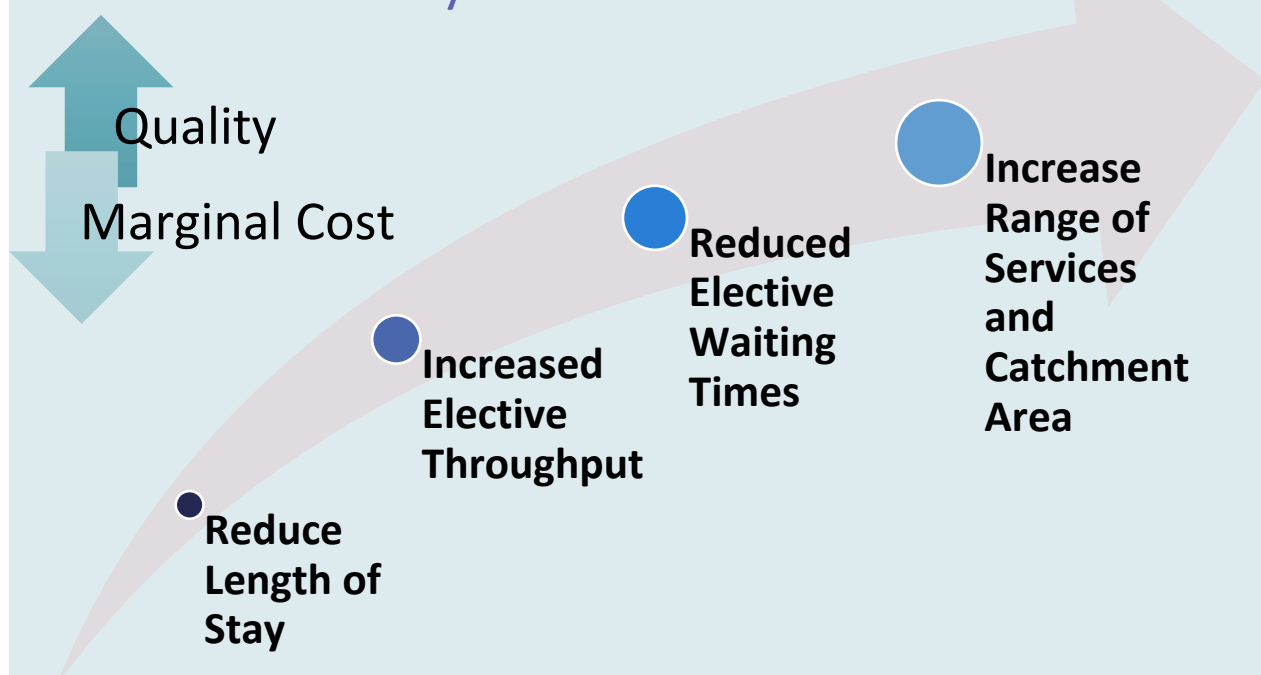 Quality
Marginal Cost
Reduce
Length of
Stay
Increased
Elective
Throughput
Reduced
Elective
Waiting
Times
Increase
Range of
Services
and
Catchment
Area